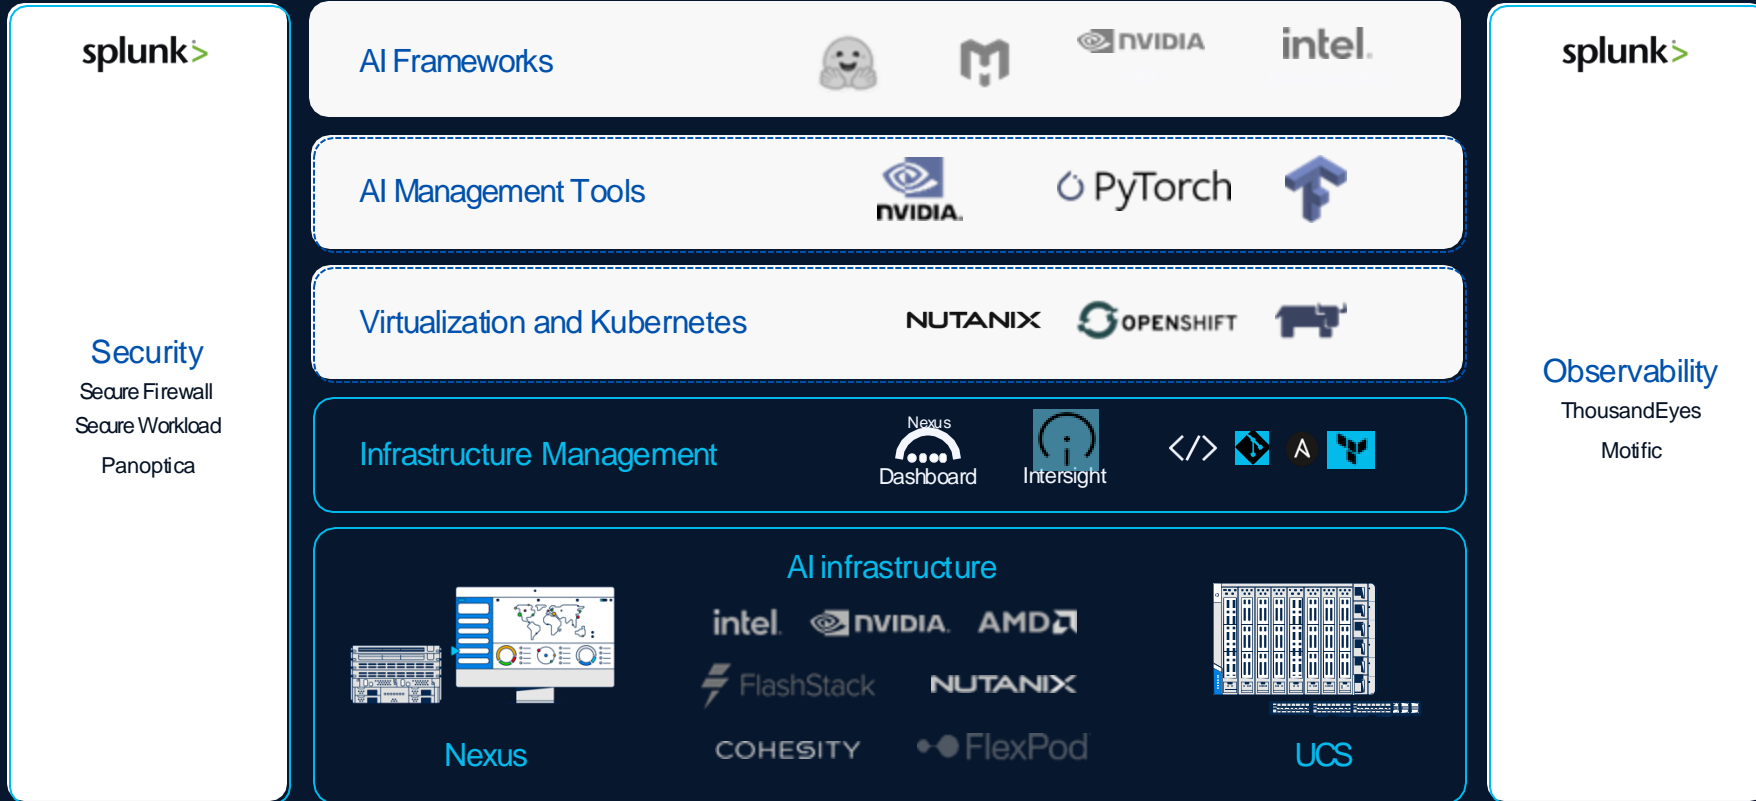 splunk>
Security
Secure Firewall
Secure Workload
Panoptica
AI Frameworks
NVIDIA
intel.
AI Management Tools
NVIDIA.
PyTorch
Virtualization and Kubernetes
NUTANIX
OPENSHIFT
Infrastructure Management
Nexus
Dashboard
Intersight
</>
A
AI infrastructure
intel.
NVIDIA.
AMD
FlashStack
NUTANIX
COHESITY
FlexPod
Nexus
UCS
splunk>
Observability
ThousandEyes
Motific